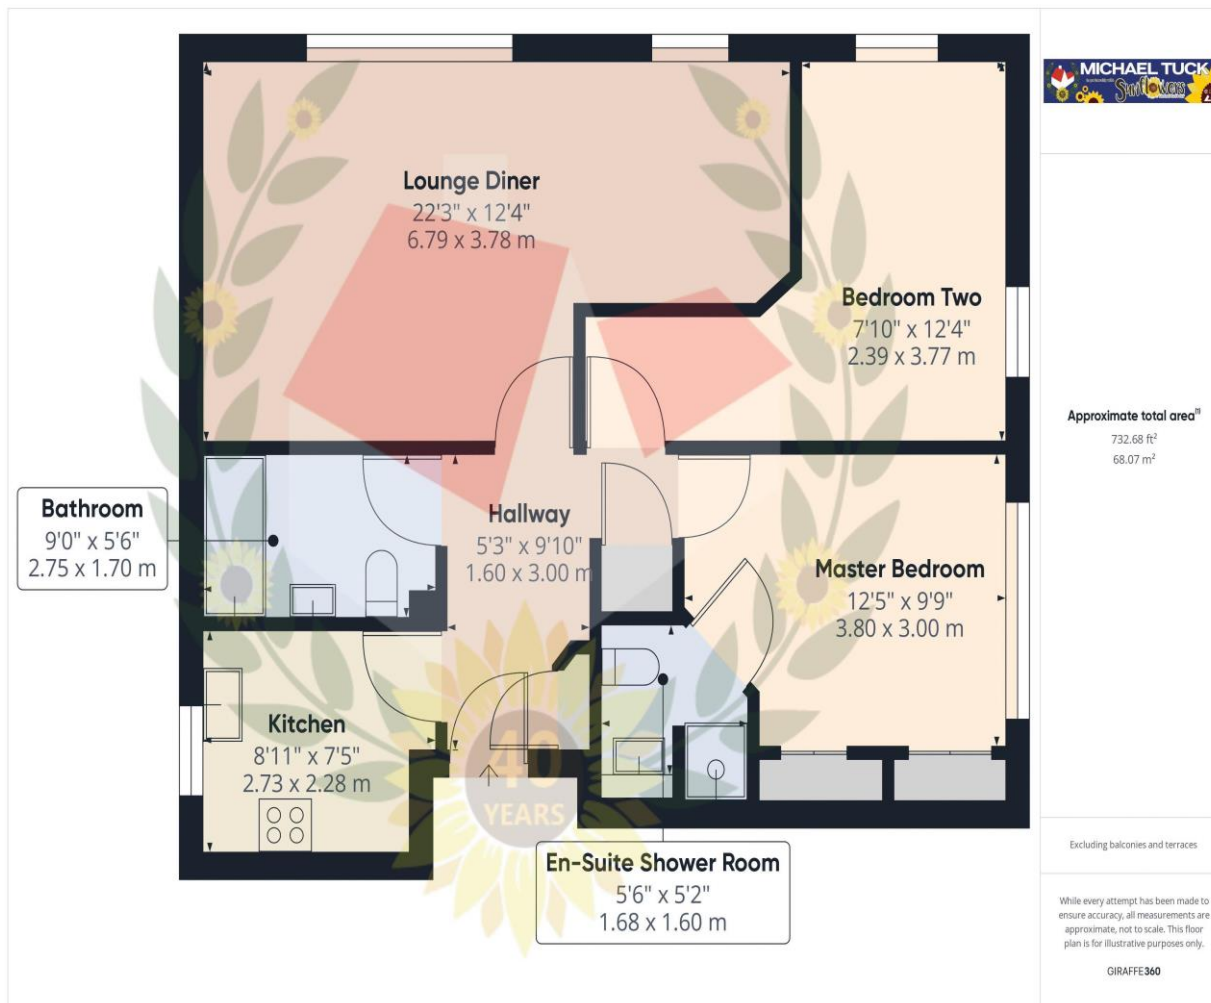 MICHAEL TUCK
Sunflowers
Lounge Diner
22'3" x 12'4"
6.79 x 3.78 m
Bedroom Two
7'10" x 12'4"
2.39 x 3.77 m
Approximate total area⁽¹⁾
732.68 ft²
68.07 m²
Bathroom
9'0" x 5'6"
2.75 x 1.70 m
Hallway
5'3" x 9'10"
1.60 x 3.00 m
Master Bedroom
12'5" x 9'9"
3.80 x 3.00 m
Kitchen
8'11" x 7'5"
2.73 x 2.28 m
40
YEARS
En-Suite Shower Room
5'6" x 5'2"
1.68 x 1.60 m
Excluding balconies and terraces
While every attempt has been made to
ensure accuracy, all measurements are
approximate, not to scale. This floor
plan is for illustrative purposes only.
GIRAFFE360